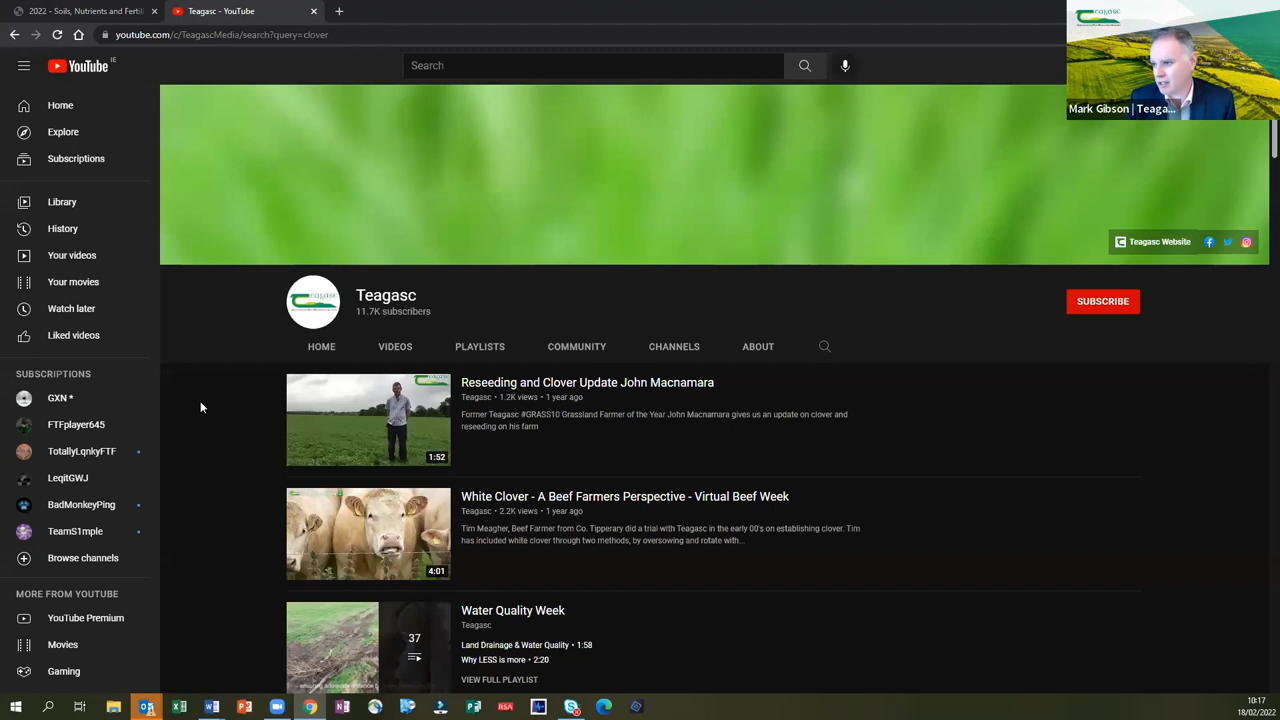 2022 - Soils, Nutrients and Fertili
Teagasc - YouTube
youtube.com/c/TeagascMedia/search?query=clover
YouTube IE
Search
Teagasc
Mark Gibson | Teaga...
Home
Explore
Subscriptions
Library
History
Your videos
Your movies
Watch later
Liked videos
SUBSCRIPTIONS
GXN *
FTFplayer645
TotallyLqnkyFTF
LeqitGWJ
BadMonkeyPing
TeamS1mple
Browse channels
MORE FROM YOUTUBE
YouTube Premium
Movies
Gaming
Teagasc Website
Teagasc
Teagasc
11.7K subscribers
SUBSCRIBE
HOME VIDEOS PLAYLISTS COMMUNITY CHANNELS ABOUT
1:52
Reseeding and Clover Update John Macnamara
Teagasc • 1.2K views • 1 year ago
Former Teagasc #GRASS10 Grassland Farmer of the Year John Macnamara gives us an update on clover and
reseeding on his farm
4:01
White Clover - A Beef Farmers Perspective - Virtual Beef Week
Teagasc • 2.2K views • 1 year ago
Tim Meagher, Beef Farmer from Co. Tipperary did a trial with Teagasc in the early 00's on establishing clover. Tim
has included white clover through two methods, by oversowing and rotate with...
37
Water Quality Week
Teagasc
Land Drainage & Water Quality • 1:58
Why LESS is more • 2:20
VIEW FULL PLAYLIST
RSA
10:17
18/02/2022